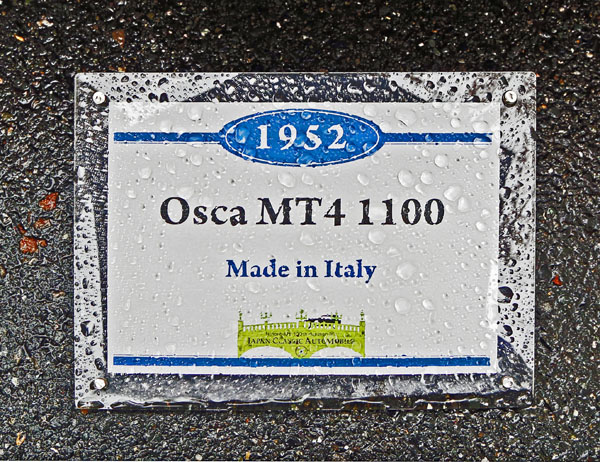 1952
Osca MT4 1100
Made in Italy
JAPAN CLASSIC AUTOMOBILE